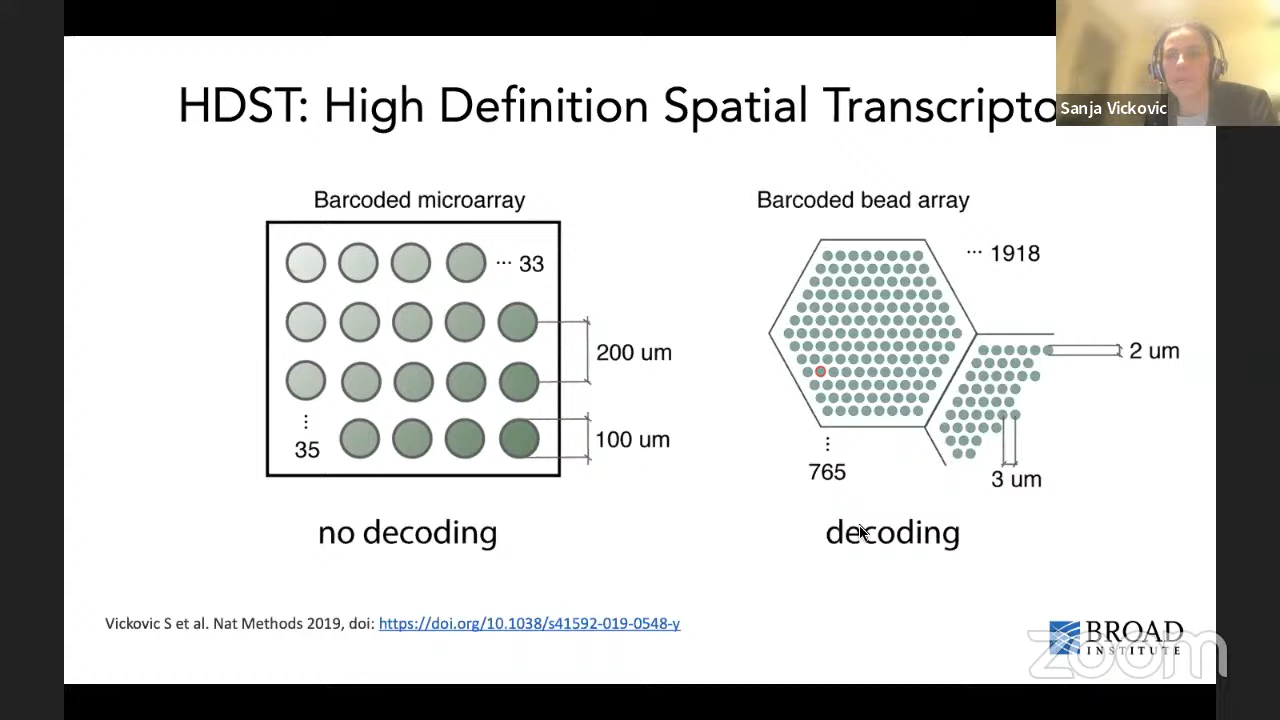 HDST: High Definition Spatial Transcripto
Sanja Vickovic
Barcoded microarray
Barcoded bead array
··· 33
200 um
100 um
⋮
35
··· 1918
2 um
3 um
⋮
765
no decoding
decoding
Vickovic S et al. Nat Methods 2019, doi: https://doi.org/10.1038/s41592-019-0548-y
BROAD
INSTITUTE
zoom